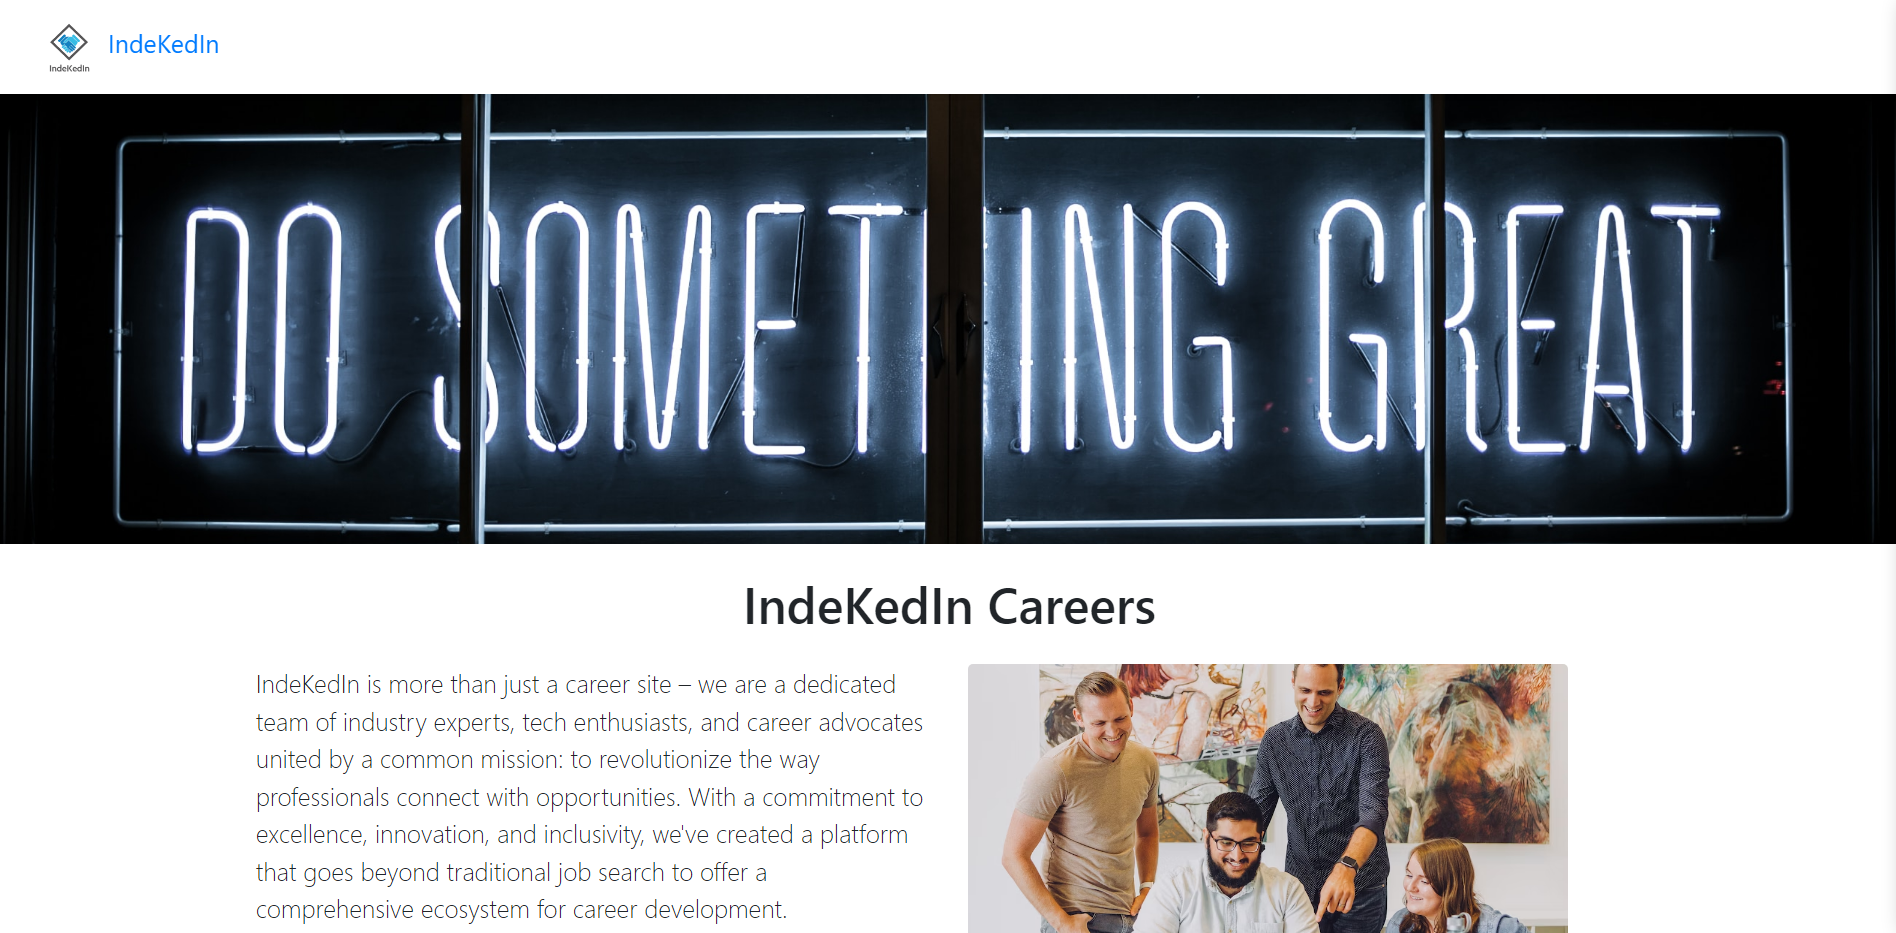 IndeKedIn
IndeKedIn
DO SOMETHING GREAT
IndeKedIn Careers
IndeKedIn is more than just a career site – we are a dedicated
team of industry experts, tech enthusiasts, and career advocates
united by a common mission: to revolutionize the way
professionals connect with opportunities. With a commitment to
excellence, innovation, and inclusivity, we've created a platform
that goes beyond traditional job search to offer a
comprehensive ecosystem for career development.